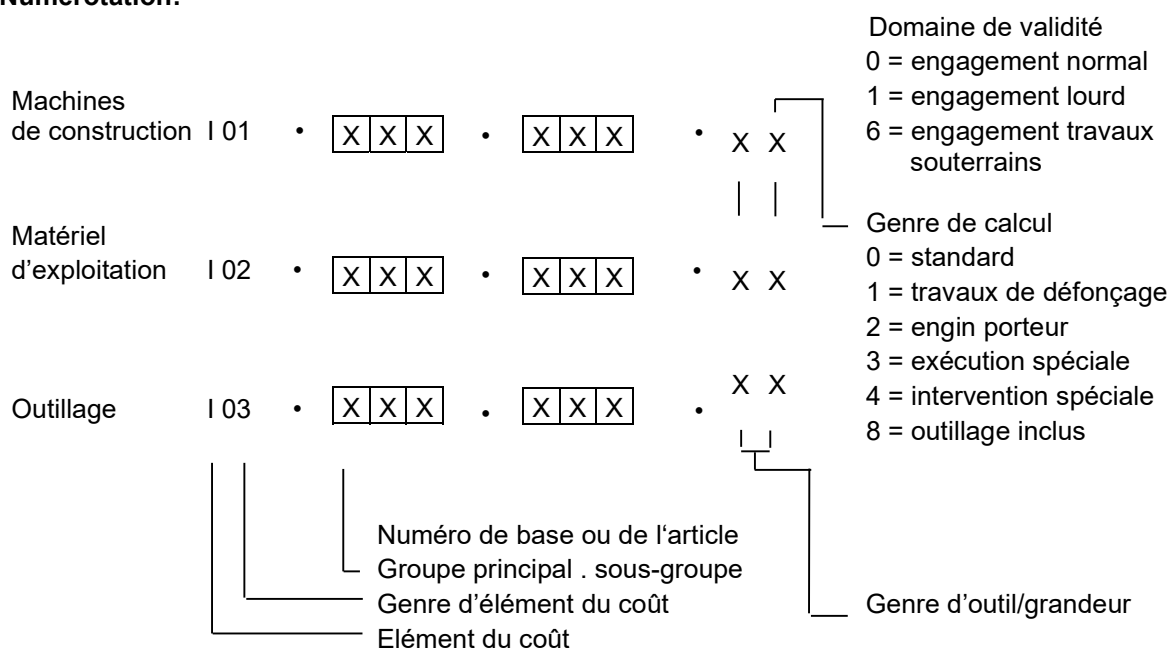 Numérotation:
Domaine de validité
0 = engagement normal
1 = engagement lourd
6 = engagement travaux
souterrains
Machines
de construction I 01 • X X X • X X X • X X
Genre de calcul
0 = standard
1 = travaux de défonçage
2 = engin porteur
3 = exécution spéciale
4 = intervention spéciale
8 = outillage inclus
Matériel
d’exploitation I 02 • X X X • X X X • X X
Outillage I 03 • X X X • X X X • X X
Numéro de base ou de l‘article
Groupe principal . sous-groupe
Genre d’élément du coût
Elément du coût
Genre d’outil/grandeur